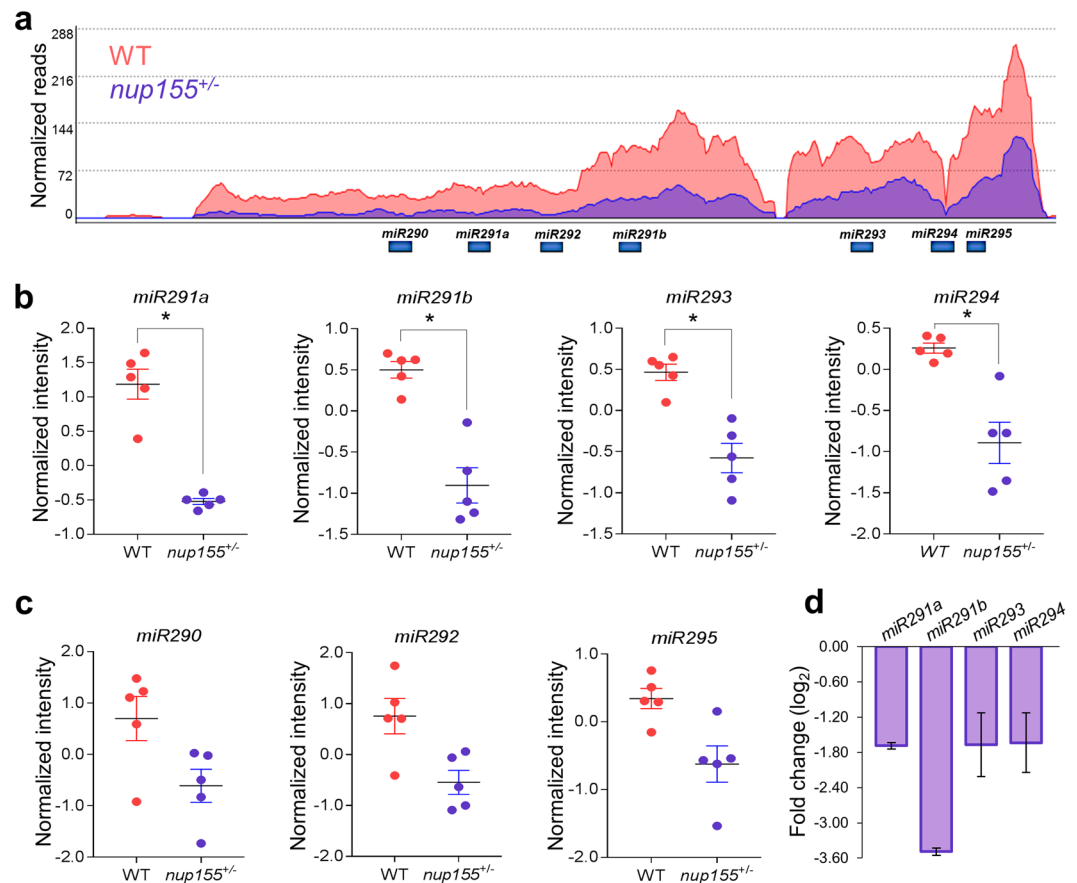 a
Normalized reads
288
216
144
72
0
WT
nup155+/-
miR290 miR291a miR292 miR291b miR293 miR294 miR295
b
miR291a
*
Normalized intensity
2.0
1.5
1.0
0.5
0.0
-0.5
-1.0
WT nup155+/-
miR291b
*
Normalized intensity
1.0
0.5
0.0
-0.5
-1.0
-1.5
WT nup155+/-
miR293
*
Normalized intensity
1.0
0.5
0.0
-0.5
-1.0
-1.5
WT nup155+/-
miR294
*
Normalized intensity
0.5
0.0
-0.5
-1.0
-1.5
-2.0
WT nup155+/-
c
miR290
Normalized intensity
2.0
1.0
0.0
-1.0
-2.0
WT nup155+/-
miR292
Normalized intensity
2.0
1.0
0.0
-1.0
-2.0
WT nup155+/-
miR295
Normalized intensity
1.0
0.0
-1.0
-2.0
WT nup155+/-
d
miR291a miR291b miR293 miR294
Fold change (log2)
0.00
-0.60
-1.20
-1.80
-2.40
-3.00
-3.60